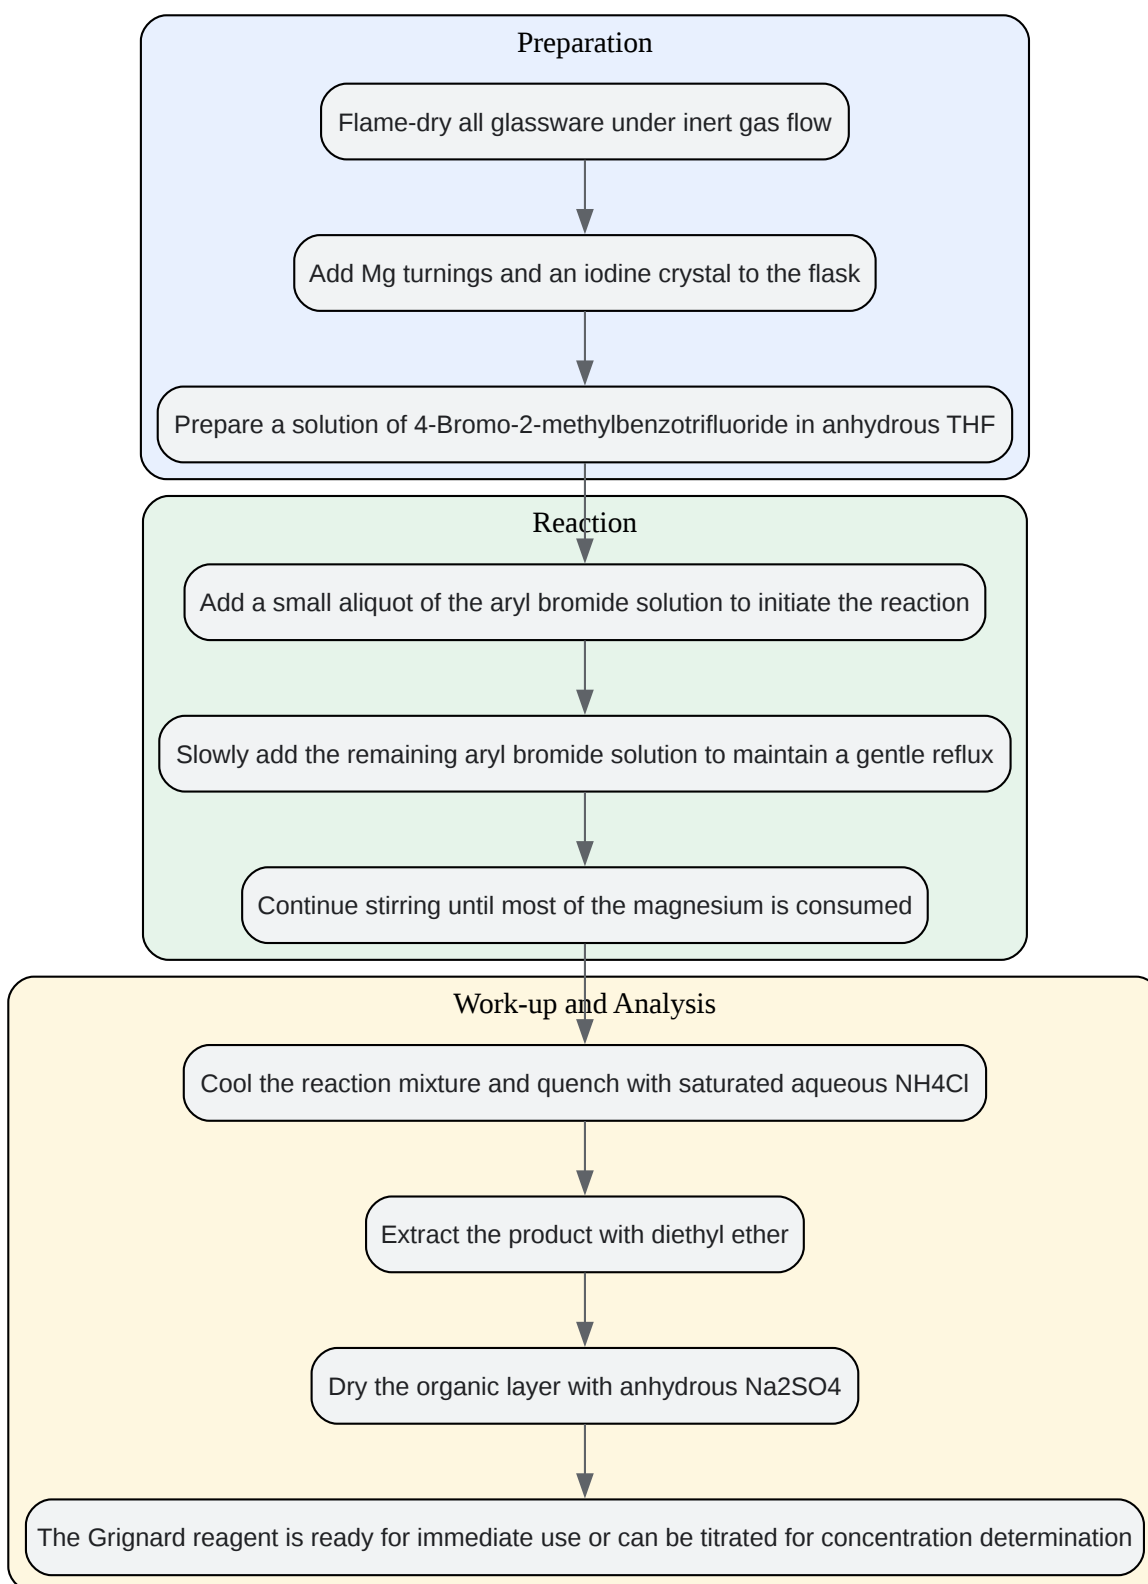 Preparation
Flame-dry all glassware under inert gas flow
Add Mg turnings and an iodine crystal to the flask
Prepare a solution of 4-Bromo-2-methylbenzotrifluoride in anhydrous THF
Reaction
Add a small aliquot of the aryl bromide solution to initiate the reaction
Slowly add the remaining aryl bromide solution to maintain a gentle reflux
Continue stirring until most of the magnesium is consumed
Work-up and Analysis
Cool the reaction mixture and quench with saturated aqueous NH4Cl
Extract the product with diethyl ether
Dry the organic layer with anhydrous Na2SO4
The Grignard reagent is ready for immediate use or can be titrated for concentration determination